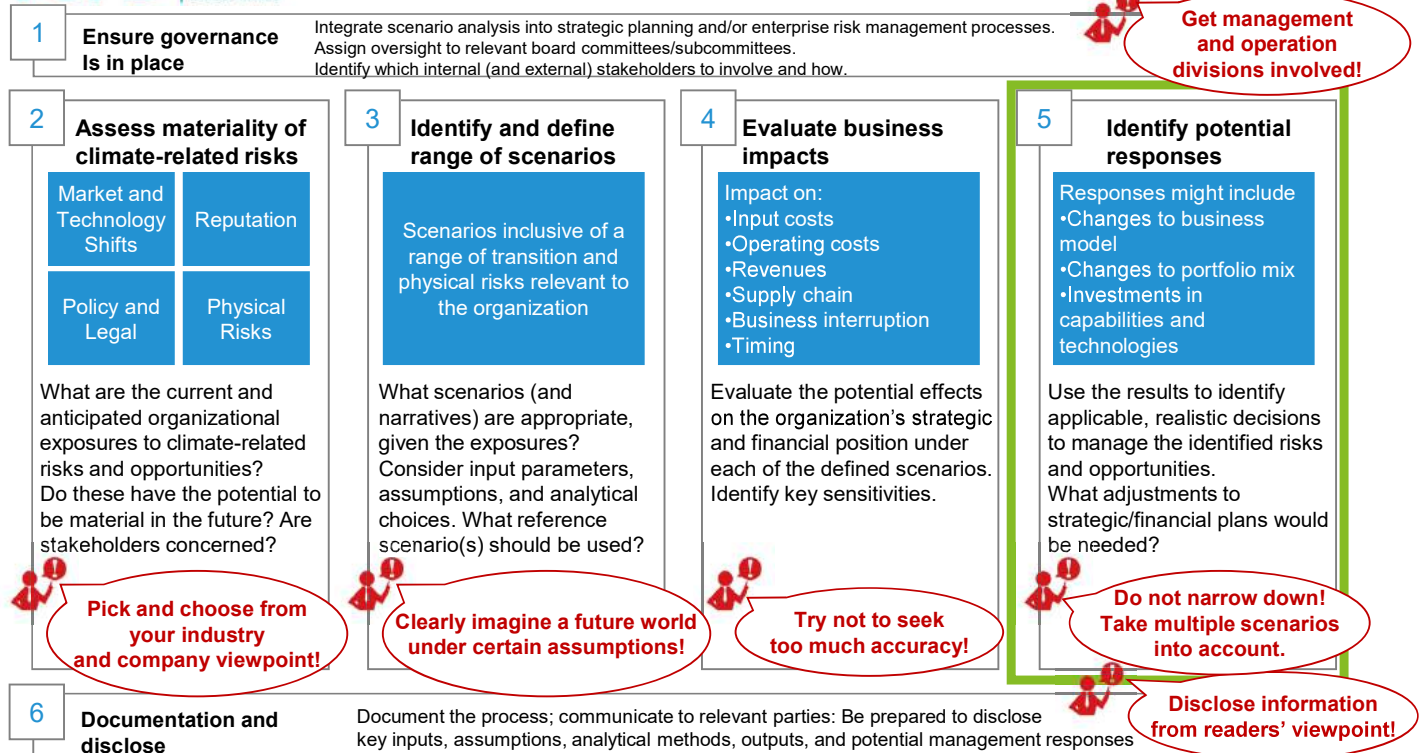 1
Ensure governance
Is in place
Integrate scenario analysis into strategic planning and/or enterprise risk management processes.
Assign oversight to relevant board committees/subcommittees.
Identify which internal (and external) stakeholders to involve and how.
Get management
and operation
divisions involved!
2
Assess materiality of
climate-related risks
Market and
Technology
Shifts
Reputation
Policy and
Legal
Physical
Risks
What are the current and
anticipated organizational
exposures to climate-related
risks and opportunities?
Do these have the potential to
be material in the future? Are
stakeholders concerned?
Pick and choose from
your industry
and company viewpoint!
3
Identify and define
range of scenarios
Scenarios inclusive of a
range of transition and
physical risks relevant to
the organization
What scenarios (and
narratives) are appropriate,
given the exposures?
Consider input parameters,
assumptions, and analytical
choices. What reference
scenario(s) should be used?
Clearly imagine a future world
under certain assumptions!
4
Evaluate business
impacts
Impact on:
•Input costs
•Operating costs
•Revenues
•Supply chain
•Business interruption
•Timing
Evaluate the potential effects
on the organization's strategic
and financial position under
each of the defined scenarios.
Identify key sensitivities.
Try not to seek
too much accuracy!
5
Identify potential
responses
Responses might include
•Changes to business
model
•Changes to portfolio mix
•Investments in
capabilities and
technologies
Use the results to identify
applicable, realistic decisions
to manage the identified risks
and opportunities.
What adjustments to
strategic/financial plans would
be needed?
Do not narrow down!
Take multiple scenarios
into account.
6
Documentation and
disclose
Document the process; communicate to relevant parties: Be prepared to disclose
key inputs, assumptions, analytical methods, outputs, and potential management responses
Disclose information
from readers' viewpoint!